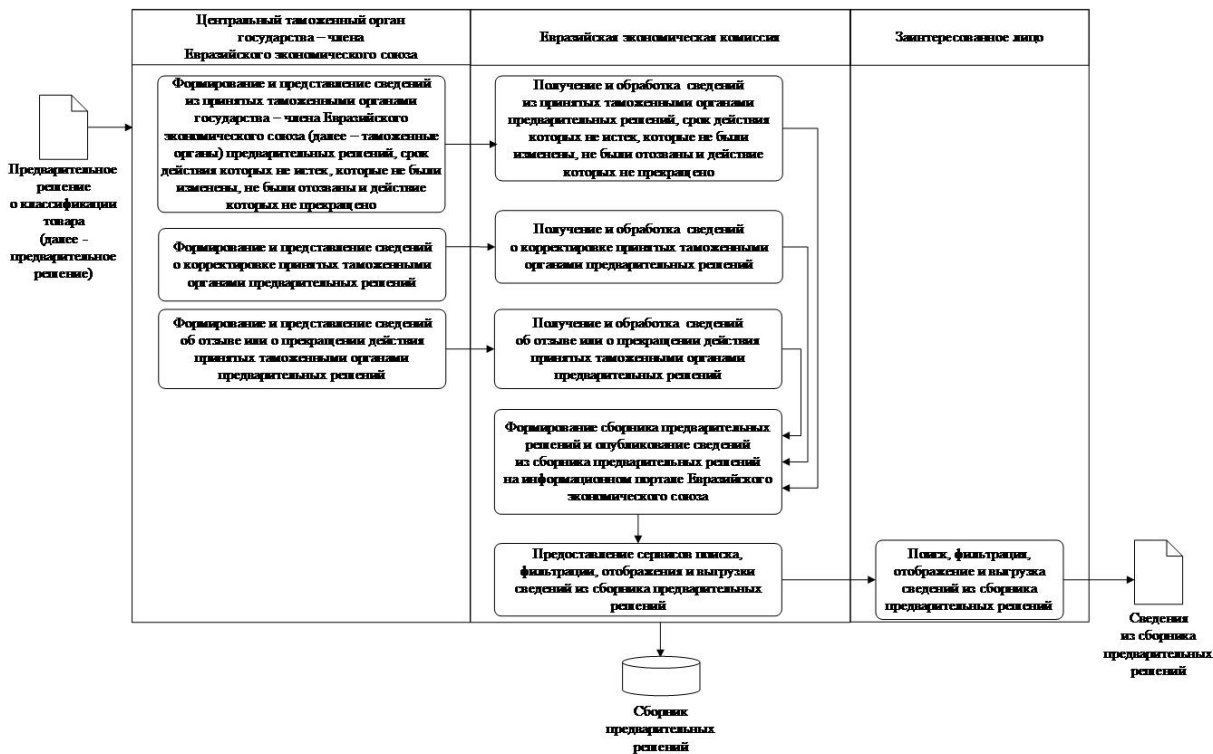 Центральный таможенный орган
государства – члена
Евразийского экономического союза
Евразийская экономическая комиссия
Заинтересованное лицо
Предварительное
решение
о классификации
товара
(далее -
предварительное
решение)
Формирование и представление сведений
из принятых таможенными органами
государства – члена Евразийского
экономического союза (далее – таможенные
органы) предварительных решений, срок
действия которых не истек, которые не были
изменены, не были отозваны и действие
которых не прекращено
Получение и обработка сведений
из принятых таможенными органами
предварительных решений, срок действия
которых не истек, которые не были
изменены, не были отозваны и действие
которых не прекращено
Формирование и представление сведений
о корректировке принятых таможенными
органами предварительных решений
Получение и обработка сведений
о корректировке принятых таможенными
органами предварительных решений
Формирование и представление сведений
об отзыве или о прекращении действия
принятых таможенными органами
предварительных решений
Получение и обработка сведений
об отзыве или о прекращении действия
принятых таможенными органами
предварительных решений
Формирование сборника предварительных
решений и опубликование сведений
из сборника предварительных решений
на информационном портале Евразийского
экономического союза
Предоставление сервисов поиска,
фильтрации, отображения и выгрузки
сведений из сборника предварительных
решений
Поиск, фильтрация,
отображение и выгрузка
сведений из сборника
предварительных решений
Сведения
из сборника
предварительных
решений
Сборник
предварительных
решений